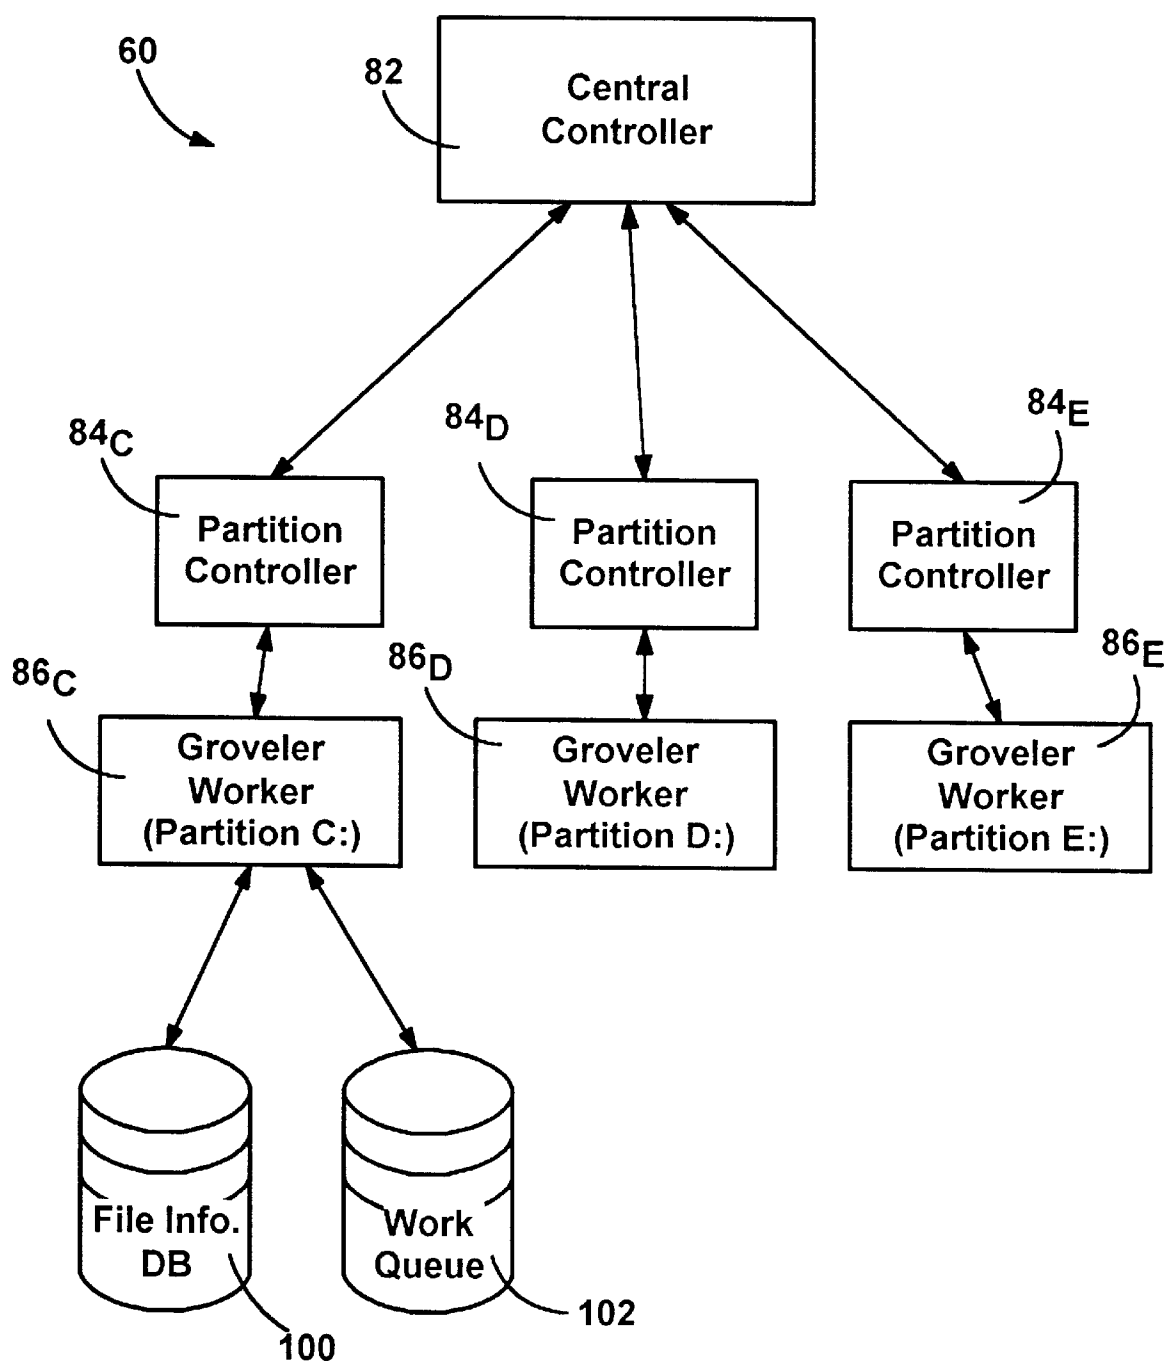 60
82
Central
Controller
84C
84D
84E
Partition
Controller
Partition
Controller
Partition
Controller
86C
86D
86E
Groveler
Worker
(Partition C:)
Groveler
Worker
(Partition D:)
Groveler
Worker
(Partition E:)
File Info.
DB
Work
Queue
100
102